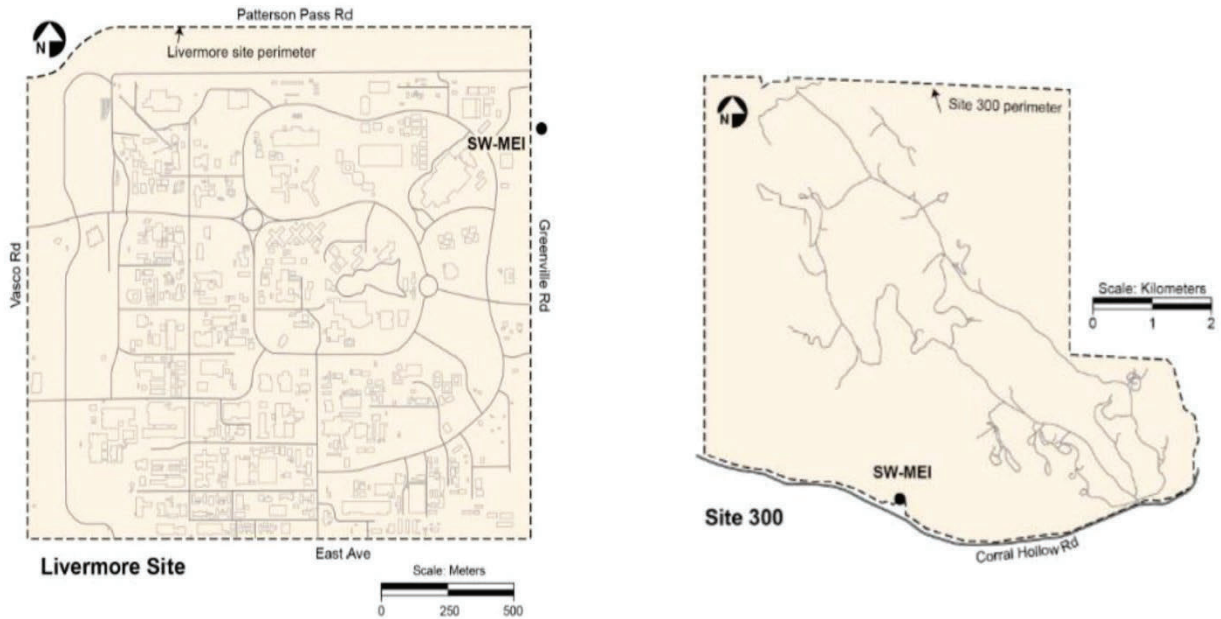 Patterson Pass Rd
N
Livermore site perimeter
SW-MEI
Vasco Rd
Greenville Rd
East Ave
Livermore Site
Scale: Meters
0 250 500
N
Site 300 perimeter
Scale: Kilometers
0 1 2
SW-MEI
Site 300
Corral Hollow Rd